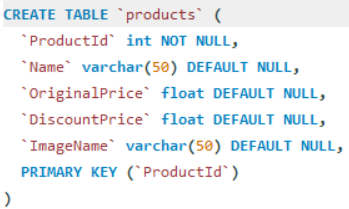 CREATE TABLE `products` (
  `ProductId` int NOT NULL,
  `Name` varchar(50) DEFAULT NULL,
  `OriginalPrice` float DEFAULT NULL,
  `DiscountPrice` float DEFAULT NULL,
  `ImageName` varchar(50) DEFAULT NULL,
  PRIMARY KEY (`ProductId`)
)